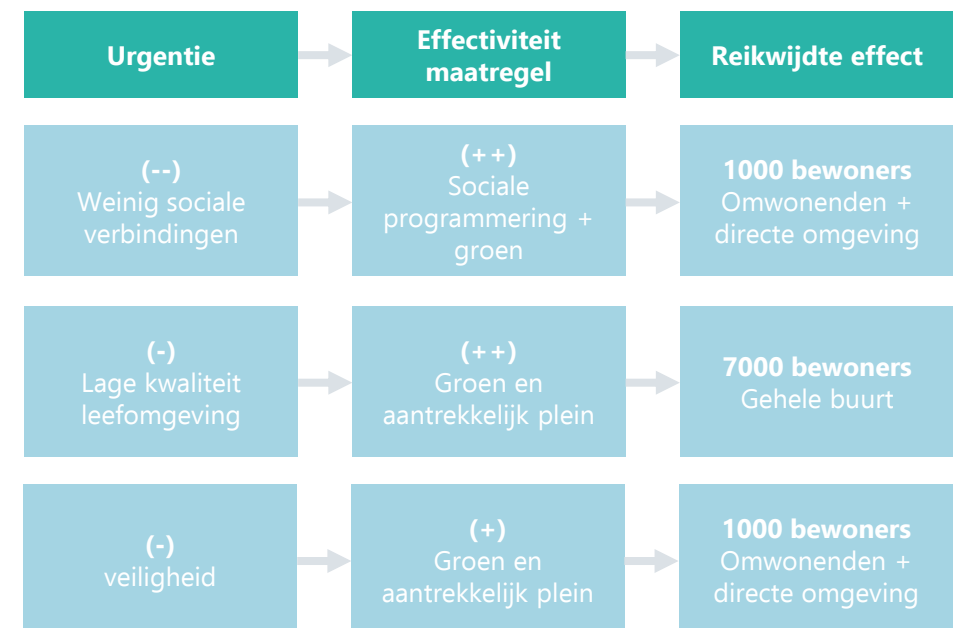 Urgentie
Effectiviteit
maatregel
Reikwijdte effect
(--)
Weinig sociale
verbindingen
(++)
Sociale
programmering +
groen
1000 bewoners
Omwonenden +
directe omgeving
(-)
Lage kwaliteit
leefomgeving
(++)
Groen en
aantrekkelijk plein
7000 bewoners
Gehele buurt
(-)
veiligheid
(+)
Groen en
aantrekkelijk plein
1000 bewoners
Omwonenden +
directe omgeving